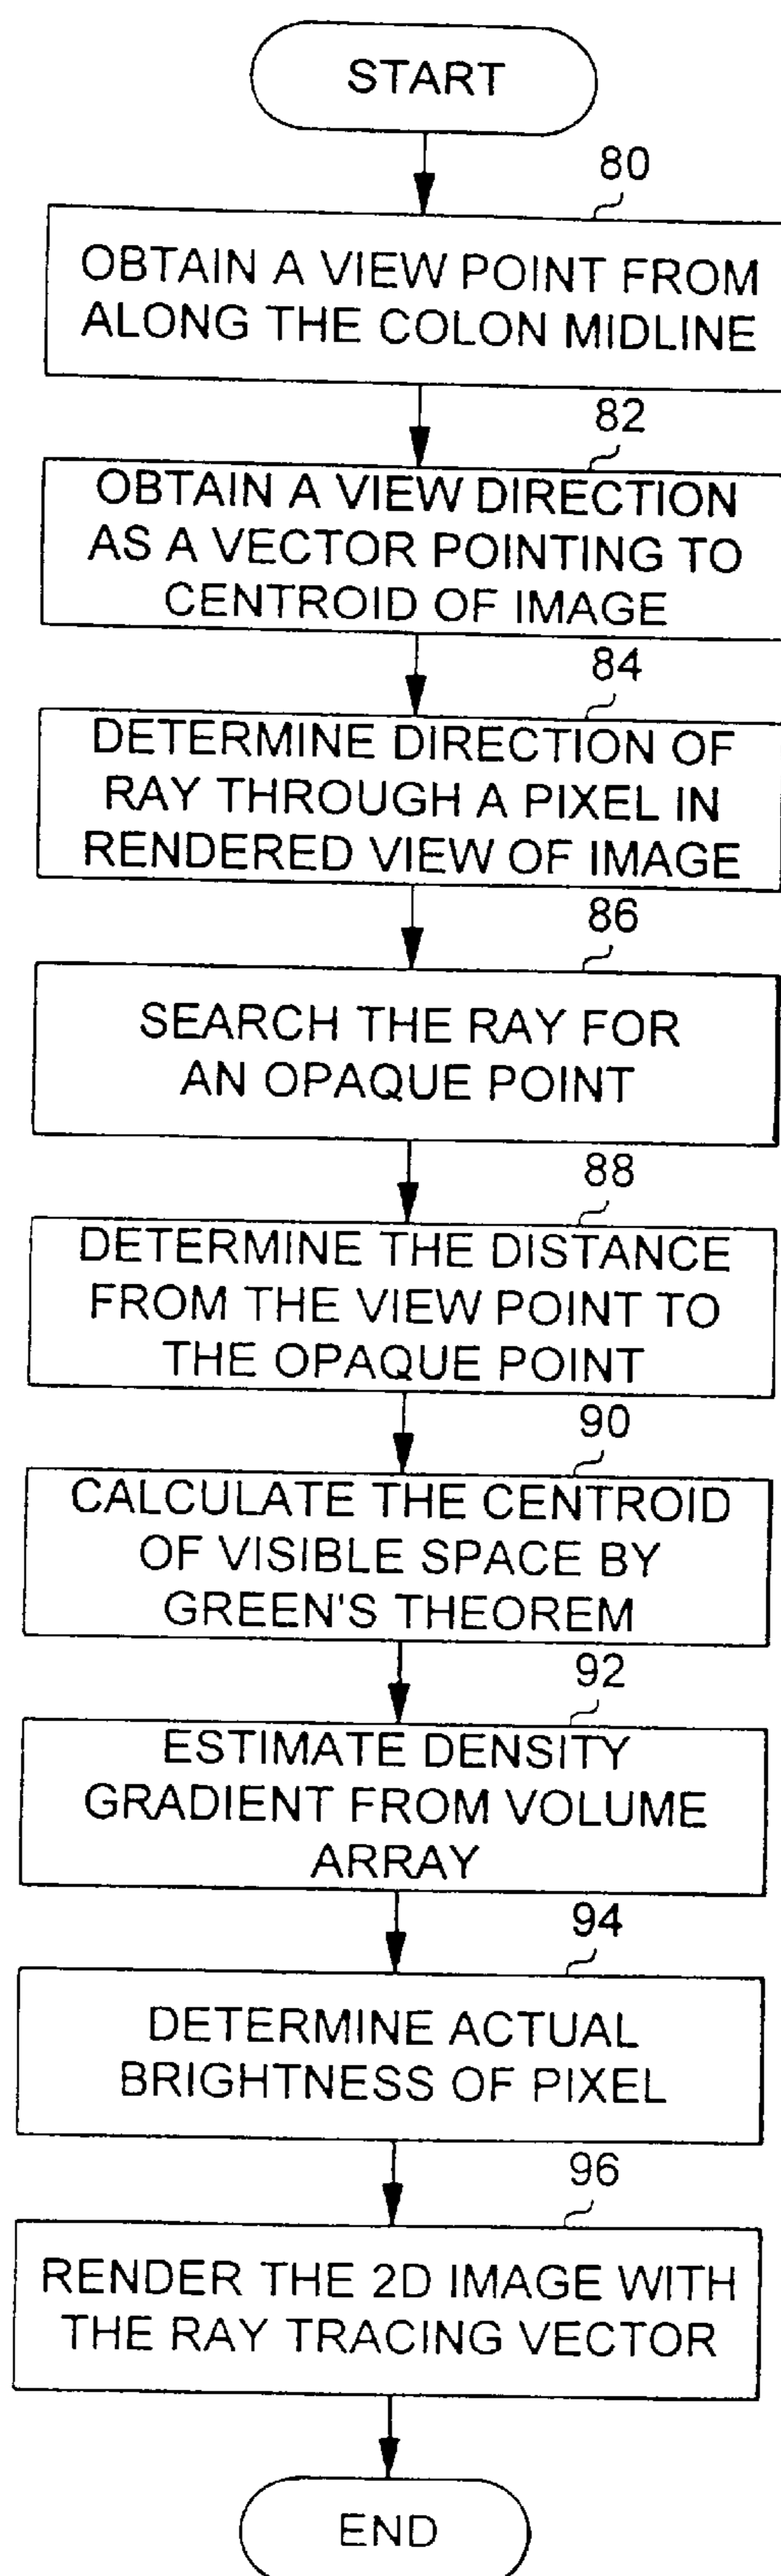 START
80
OBTAIN A VIEW POINT FROM
ALONG THE COLON MIDLINE
82
OBTAIN A VIEW DIRECTION
AS A VECTOR POINTING TO
CENTROID OF IMAGE
84
DETERMINE DIRECTION OF
RAY THROUGH A PIXEL IN
RENDERED VIEW OF IMAGE
86
SEARCH THE RAY FOR
AN OPAQUE POINT
88
DETERMINE THE DISTANCE
FROM THE VIEW POINT TO
THE OPAQUE POINT
90
CALCULATE THE CENTROID
OF VISIBLE SPACE BY
GREEN'S THEOREM
92
ESTIMATE DENSITY
GRADIENT FROM VOLUME
ARRAY
94
DETERMINE ACTUAL
BRIGHTNESS OF PIXEL
96
RENDER THE 2D IMAGE WITH
THE RAY TRACING VECTOR
END